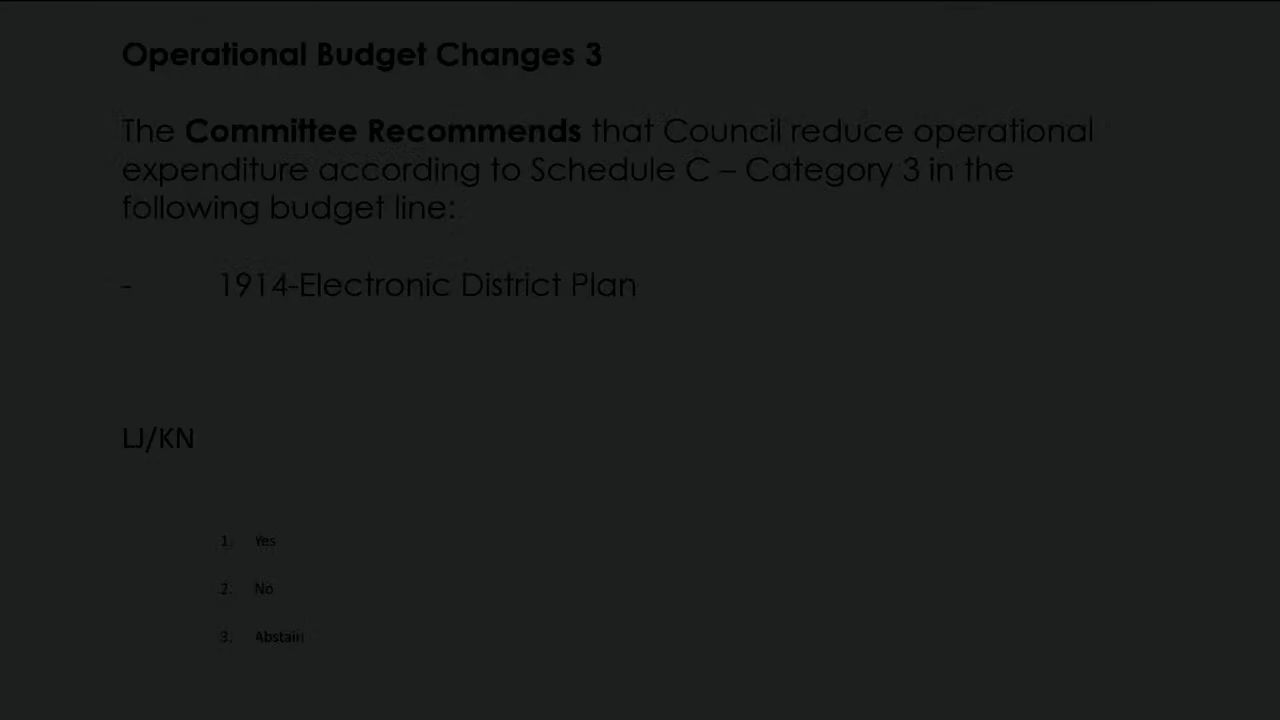 Operational Budget Changes 3
The Committee Recommends that Council reduce operational
expenditure according to Schedule C – Category 3 in the
following budget line:
- 1914-Electronic District Plan
LJ/KN
1. Yes
2. No
3. Abstain